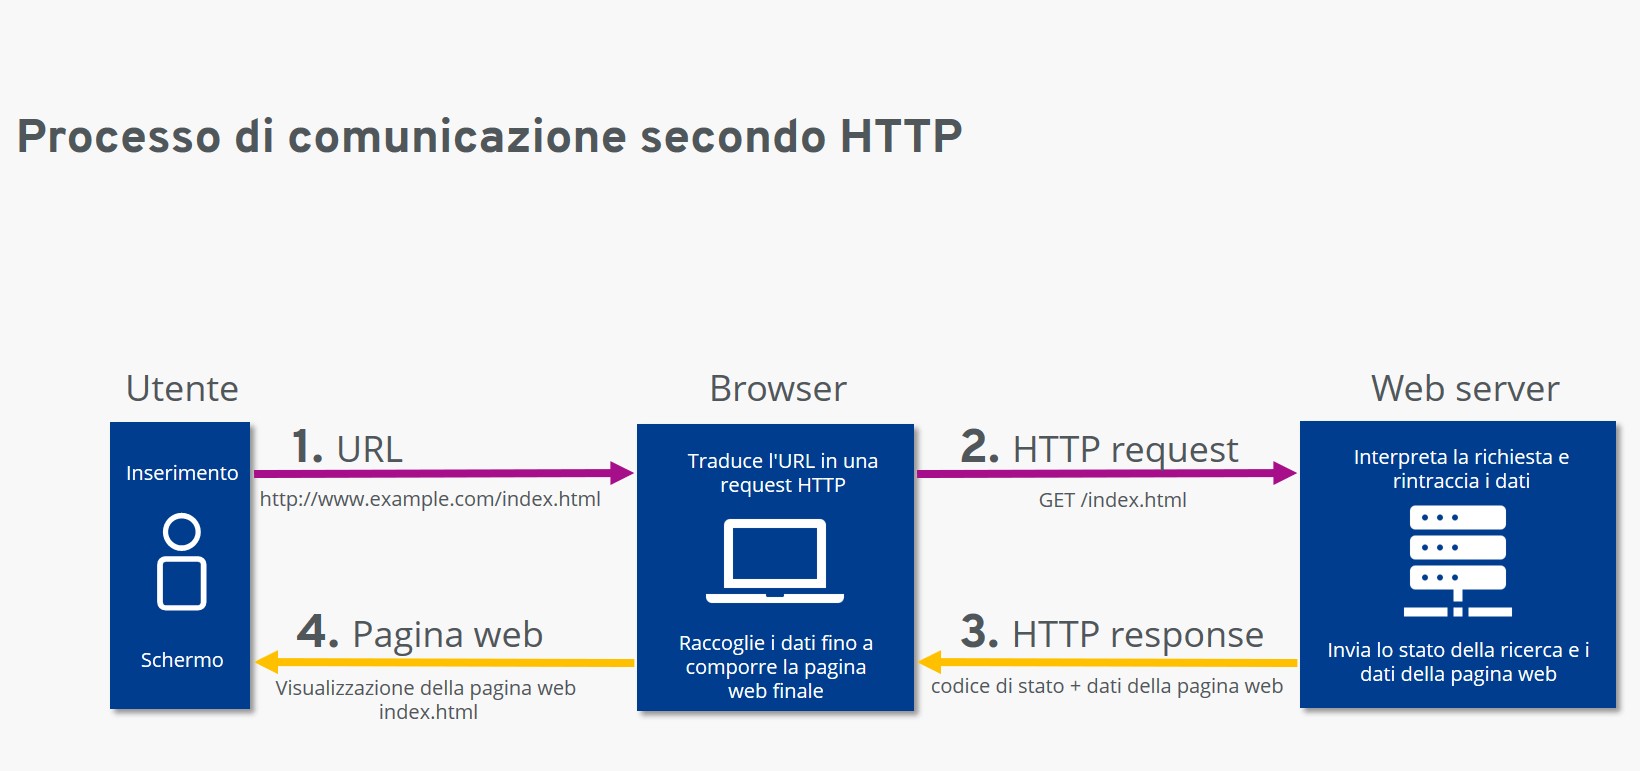 Processo di comunicazione secondo HTTP
Utente
Browser
Web server
Inserimento
1. URL
http://www.example.com/index.html
Traduce l'URL in una
request HTTP
2. HTTP request
GET /index.html
Interpreta la richiesta e
rintraccia i dati
Schermo
4. Pagina web
Visualizzazione della pagina web
index.html
Raccoglie i dati fino a
comporre la pagina
web finale
3. HTTP response
codice di stato + dati della pagina web
Invia lo stato della ricerca e i
dati della pagina web